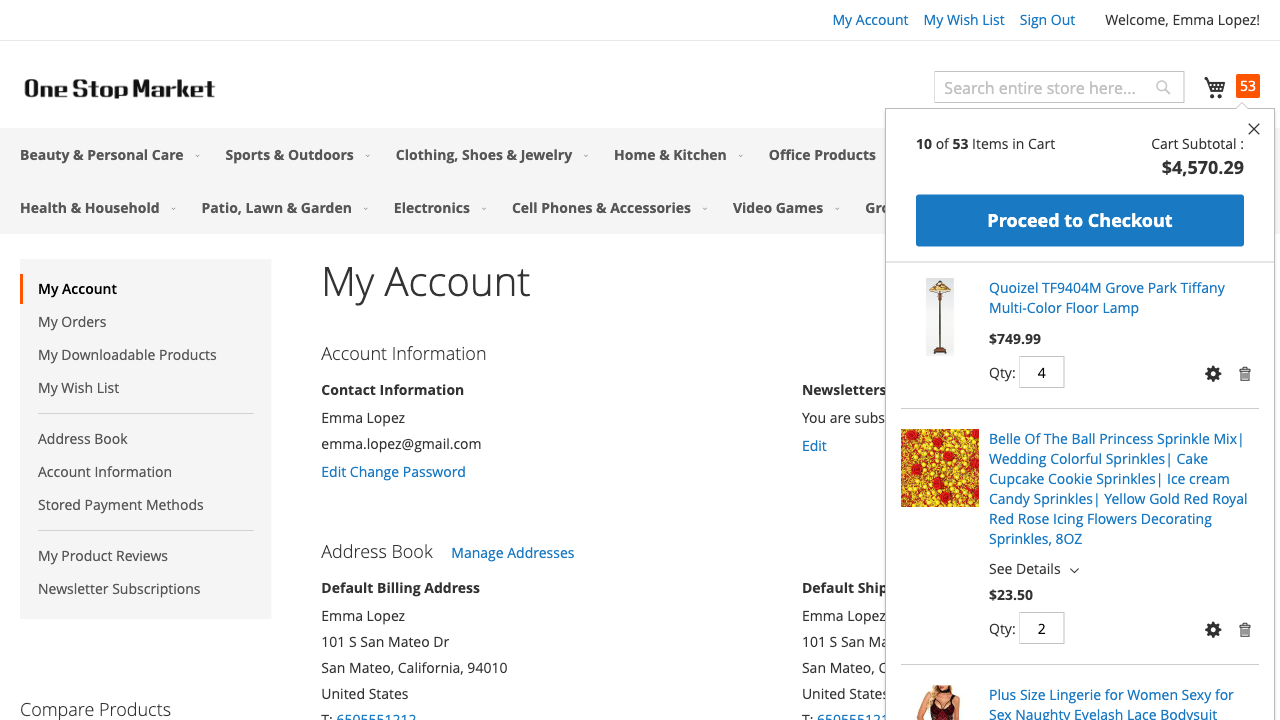 My Account My Wish List Sign Out Welcome, Emma Lopez!
One Stop Market
Search entire store here...
53
Beauty & Personal Care
Sports & Outdoors
Clothing, Shoes & Jewelry
Home & Kitchen
Office Products
Health & Household
Patio, Lawn & Garden
Electronics
Cell Phones & Accessories
Video Games
10 of 53 Items in Cart
Cart Subtotal :
$4,570.29
Proceed to Checkout
Quoizel TF9404M Grove Park Tiffany
Multi-Color Floor Lamp
$749.99
Qty: 4
Belle Of The Ball Princess Sprinkle Mix|
Wedding Colorful Sprinkles| Cake
Cupcake Cookie Sprinkles| Ice cream
Candy Sprinkles| Yellow Gold Red Royal
Red Rose Icing Flowers Decorating
Sprinkles, 8OZ
See Details
$23.50
Qty: 2
Plus Size Lingerie for Women Sexy for
Sex Naughty Eyelash Lace Bodysuit
My Account
My Orders
My Downloadable Products
My Wish List
Address Book
Account Information
Stored Payment Methods
My Product Reviews
Newsletter Subscriptions
Compare Products
My Account
Account Information
Contact Information
Emma Lopez
emma.lopez@gmail.com
Edit Change Password
Newsletters
You are subs
Edit
Address Book Manage Addresses
Default Billing Address
Emma Lopez
101 S San Mateo Dr
San Mateo, California, 94010
United States
T: 6505551212
Default Ship
Emma Lopez
101 S San Ma
San Mateo, C
United States
T: 650555121